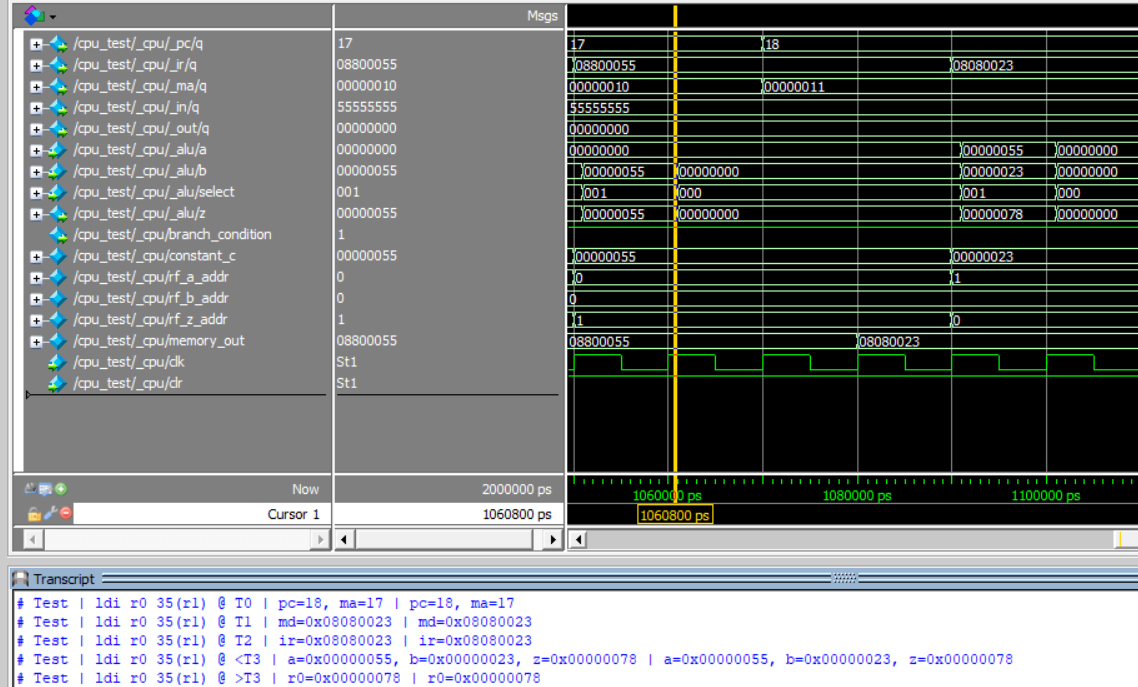 Msgs
/cpu_test/_cpu/_pc/q 17 17 18
/cpu_test/_cpu/_ir/q 08800055 08800055 08080023
/cpu_test/_cpu/_ma/q 00000010 00000010 00000011
/cpu_test/_cpu/_in/q 55555555 55555555
/cpu_test/_cpu/_out/q 00000000 00000000
/cpu_test/_cpu/_alu/a 00000000 00000000 00000055 00000000
/cpu_test/_cpu/_alu/b 00000055 00000055 00000000 00000023 00000000
/cpu_test/_cpu/_alu/select 001 001 000 001 000
/cpu_test/_cpu/_alu/z 00000055 00000055 00000000 00000078 00000000
/cpu_test/_cpu/branch_condition 1
/cpu_test/_cpu/constant_c 00000055 00000055 00000023
/cpu_test/_cpu/rf_a_addr 0 0 1
/cpu_test/_cpu/rf_b_addr 0 0
/cpu_test/_cpu/rf_z_addr 1 1 0
/cpu_test/_cpu/memory_out 08800055 08800055 08080023
/cpu_test/_cpu/clk St1
/cpu_test/_cpu/clr St1
Now 2000000 ps 1060000 ps 1080000 ps 1100000 ps
Cursor 1 1060800 ps 1060800 ps
Transcript
# Test | ldi r0 35(r1) @ T0 | pc=18, ma=17 | pc=18, ma=17
# Test | ldi r0 35(r1) @ T1 | md=0x08080023 | md=0x08080023
# Test | ldi r0 35(r1) @ T2 | ir=0x08080023 | ir=0x08080023
# Test | ldi r0 35(r1) @ <T3 | a=0x00000055, b=0x00000023, z=0x00000078 | a=0x00000055, b=0x00000023, z=0x00000078
# Test | ldi r0 35(r1) @ >T3 | r0=0x00000078 | r0=0x00000078